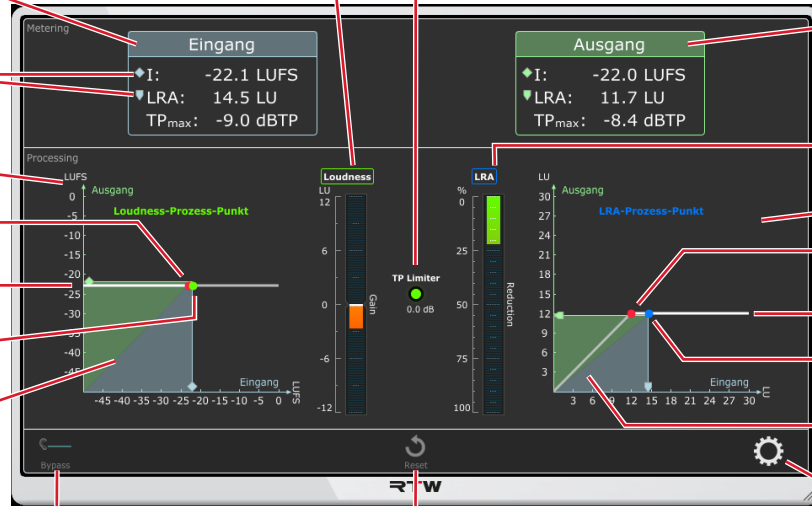 Metering
Eingang
I: -22.1 LUFS
LRA: 14.5 LU
TPmax: -9.0 dBTP
Ausgang
I: -22.0 LUFS
LRA: 11.7 LU
TPmax: -8.4 dBTP
Processing
LUFS
Ausgang
Loudness-Prozess-Punkt
0
-5
-10
-15
-20
-25
-30
-35
-40
-45
Eingang
-45 -40 -35 -30 -25 -20 -15 -10 -5 0
LUFS
Loudness
LU
12
6
0
-6
-12
Gain
TP Limiter
0.0 dB
LRA
%
0
25
50
75
100
Reduction
LU
Ausgang
LRA-Prozess-Punkt
30
27
24
21
18
15
12
9
6
3
Eingang
3 6 9 12 15 18 21 24 27 30
LU
Bypass
Reset
RTW